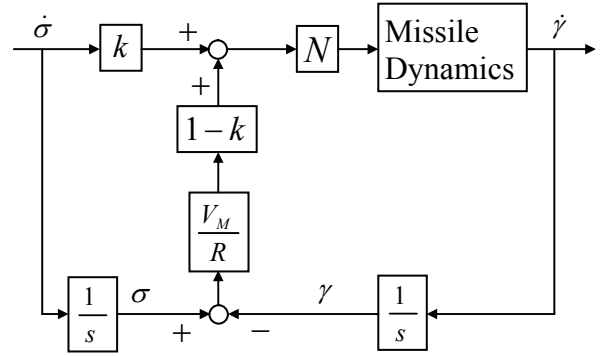 σ̇
k
+
+
N
Missile
Dynamics
γ̇
1 − k
V_M
R
1
s
σ
+
−
γ
1
s